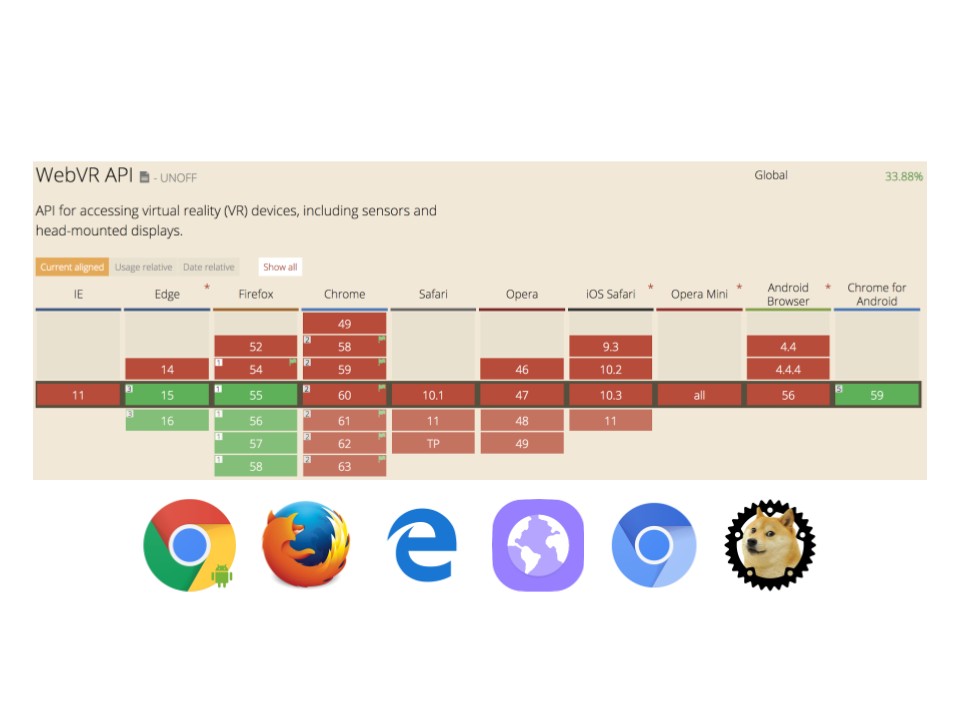 WebVR API - UNOFF
Global 33.88%
API for accessing virtual reality (VR) devices, including sensors and
head-mounted displays.
Current aligned Usage relative Date relative Show all
IE Edge * Firefox Chrome Safari Opera iOS Safari * Opera Mini * Android Browser * Chrome for Android
49
52 2 58 9.3 4.4
14 1 54 2 59 46 10.2 4.4.4
11 3 15 1 55 2 60 10.1 47 10.3 all 56 5 59
3 16 1 56 2 61 11 48 11
1 57 2 62 TP 49
1 58 2 63